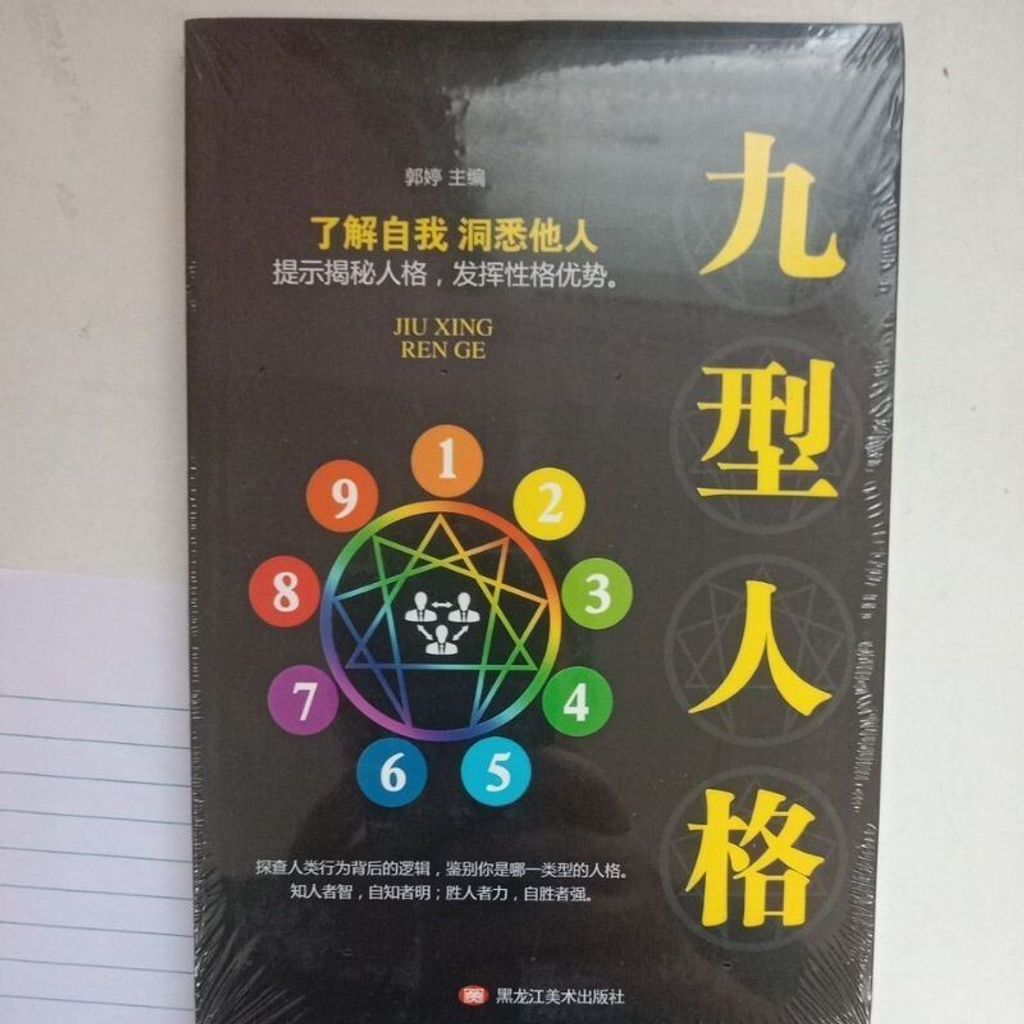 九型人格
郭婷 主编
了解自我 洞悉他人
提示揭秘人格，发挥性格优势。
JIU XING
REN GE
1
2
3
4
5
6
7
8
9
探查人类行为背后的逻辑，鉴别你是哪一类型的人格。
知人者智，自知者明；胜人者力，自胜者强。
黑龙江美术出版社